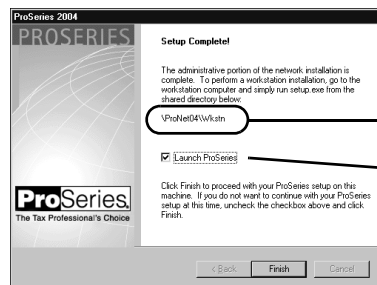 ProSeries 2004
PROSERIES
Setup Complete!
The administrative portion of the network installation is
complete. To perform a workstation installation, go to the
workstation computer and simply run setup.exe from the
shared directory below:
\ProNet04\Wkstn
Launch ProSeries
Click Finish to proceed with your ProSeries setup on this
machine. If you do not want to continue with your ProSeries
setup at this time, uncheck the checkbox above and click
Finish.
ProSeries.
The Tax Professional's Choice
< Back
Finish
Cancel